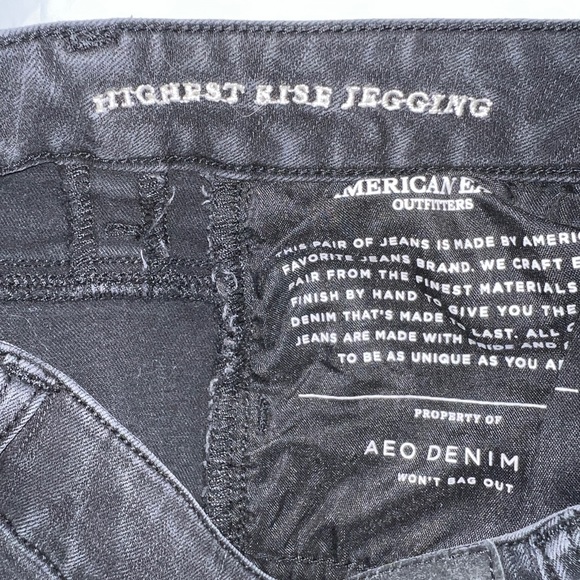 HIGHEST RISE JEGGING
AMERICAN EA
OUTFITTERS
THIS PAIR OF JEANS IS MADE BY AMERIC
FAVORITE JEANS BRAND. WE CRAFT E
PAIR FROM THE FINEST MATERIALS
FINISH BY HAND TO GIVE YOU THE
DENIM THAT'S MADE TO LAST. ALL
JEANS ARE MADE WITH PRIDE AND
TO BE AS UNIQUE AS YOU A
PROPERTY OF
AEO DENIM
WON'T BAG OUT